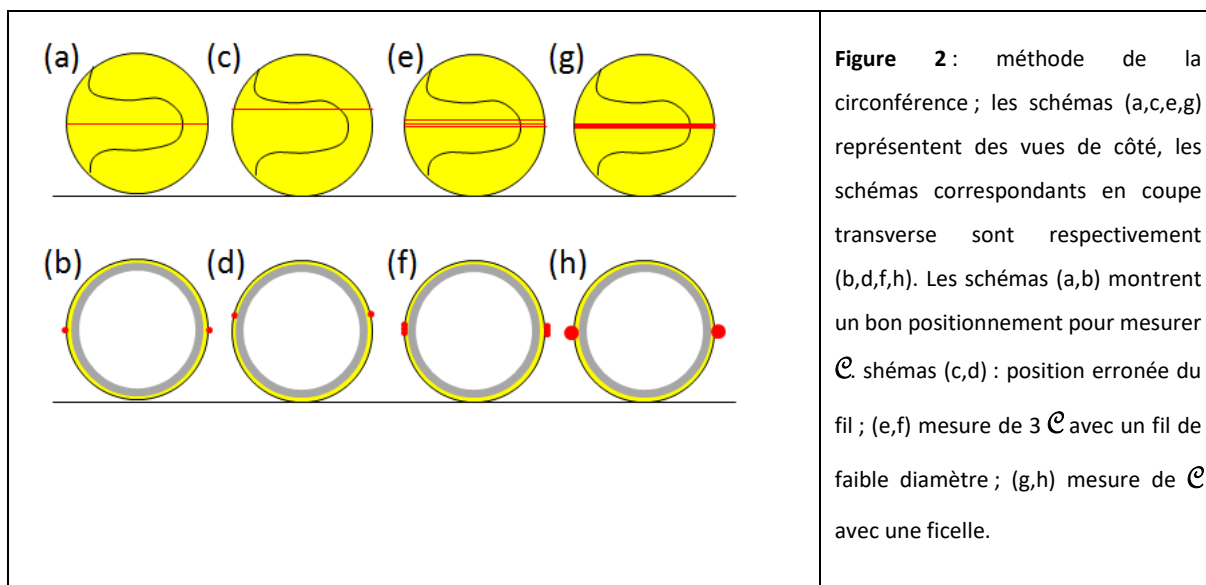 (a) (c) (e) (g)
(b) (d) (f) (h)
Figure 2 : méthode de la
circonférence ; les schémas (a,c,e,g)
représentent des vues de côté, les
schémas correspondants en coupe
transverse sont respectivement
(b,d,f,h). Les schémas (a,b) montrent
un bon positionnement pour mesurer
𝒞. shémas (c,d) : position erronée du
fil ; (e,f) mesure de 3 𝒞 avec un fil de
faible diamètre ; (g,h) mesure de 𝒞
avec une ficelle.